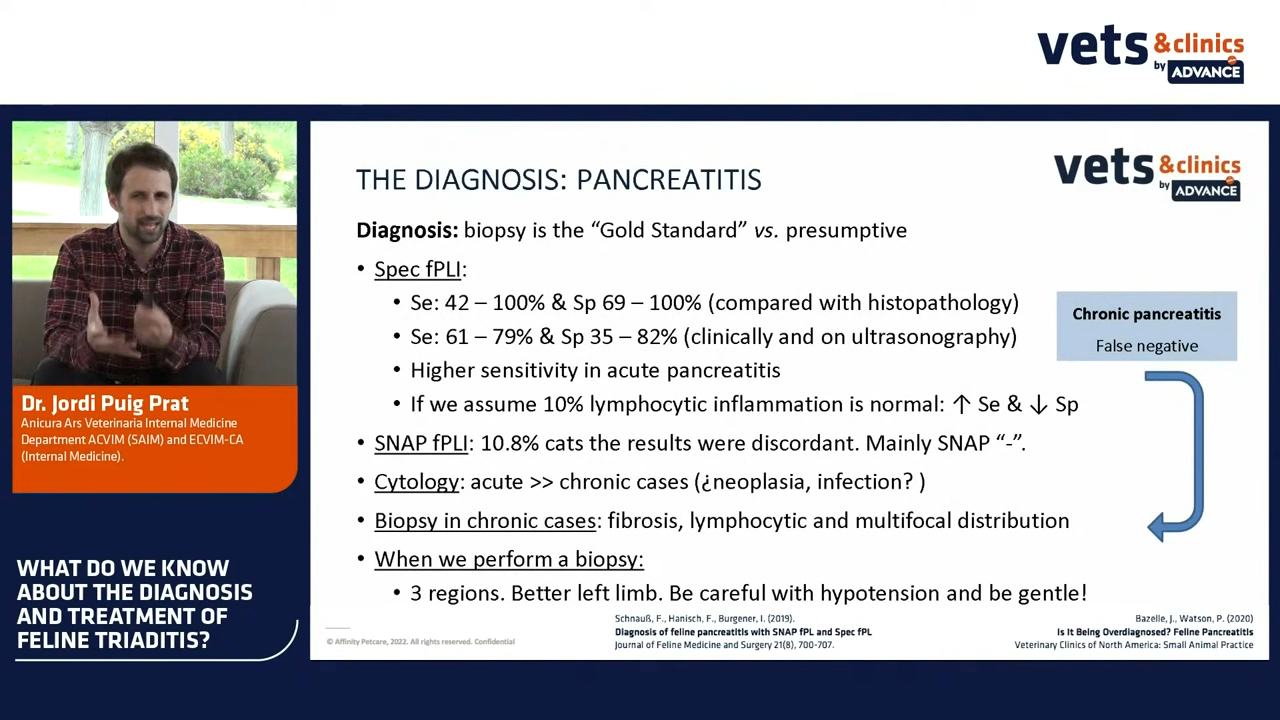 vets &clinics
by ADVANCE
vets &clinics
by ADVANCE
THE DIAGNOSIS: PANCREATITIS
Diagnosis: biopsy is the “Gold Standard” vs. presumptive
• Spec fPLI:
• Se: 42 – 100% & Sp 69 – 100% (compared with histopathology)
• Se: 61 – 79% & Sp 35 – 82% (clinically and on ultrasonography)
• Higher sensitivity in acute pancreatitis
• If we assume 10% lymphocytic inflammation is normal: ↑ Se & ↓ Sp
• SNAP fPLI: 10.8% cats the results were discordant. Mainly SNAP “-”.
• Cytology: acute >> chronic cases (¿neoplasia, infection? )
• Biopsy in chronic cases: fibrosis, lymphocytic and multifocal distribution
• When we perform a biopsy:
• 3 regions. Better left limb. Be careful with hypotension and be gentle!
Chronic pancreatitis
False negative
© Affinity Petcare, 2022. All rights reserved. Confidential
Schnauß, F., Hanisch, F., Burgener, I. (2019).
Diagnosis of feline pancreatitis with SNAP fPL and Spec fPL
Journal of Feline Medicine and Surgery 21(8), 700-707.
Bazelle, J., Watson, P. (2020)
Is It Being Overdiagnosed? Feline Pancreatitis
Veterinary Clinics of North America: Small Animal Practice
Dr. Jordi Puig Prat
Anicura Ars Veterinaria Internal Medicine
Department ACVIM (SAIM) and ECVIM-CA
(Internal Medicine).
WHAT DO WE KNOW
ABOUT THE DIAGNOSIS
AND TREATMENT OF
FELINE TRIADITIS?